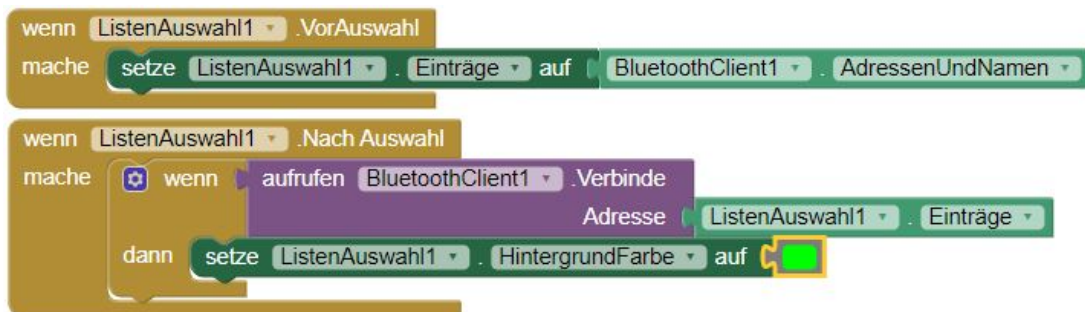 wenn ListenAuswahl1 .VorAuswahl
mache setze ListenAuswahl1 . Einträge auf BluetoothClient1 . AdressenUndNamen
wenn ListenAuswahl1 .Nach Auswahl
mache wenn aufrufen BluetoothClient1 .Verbinde
Adresse ListenAuswahl1 . Einträge
dann setze ListenAuswahl1 . HintergrundFarbe auf